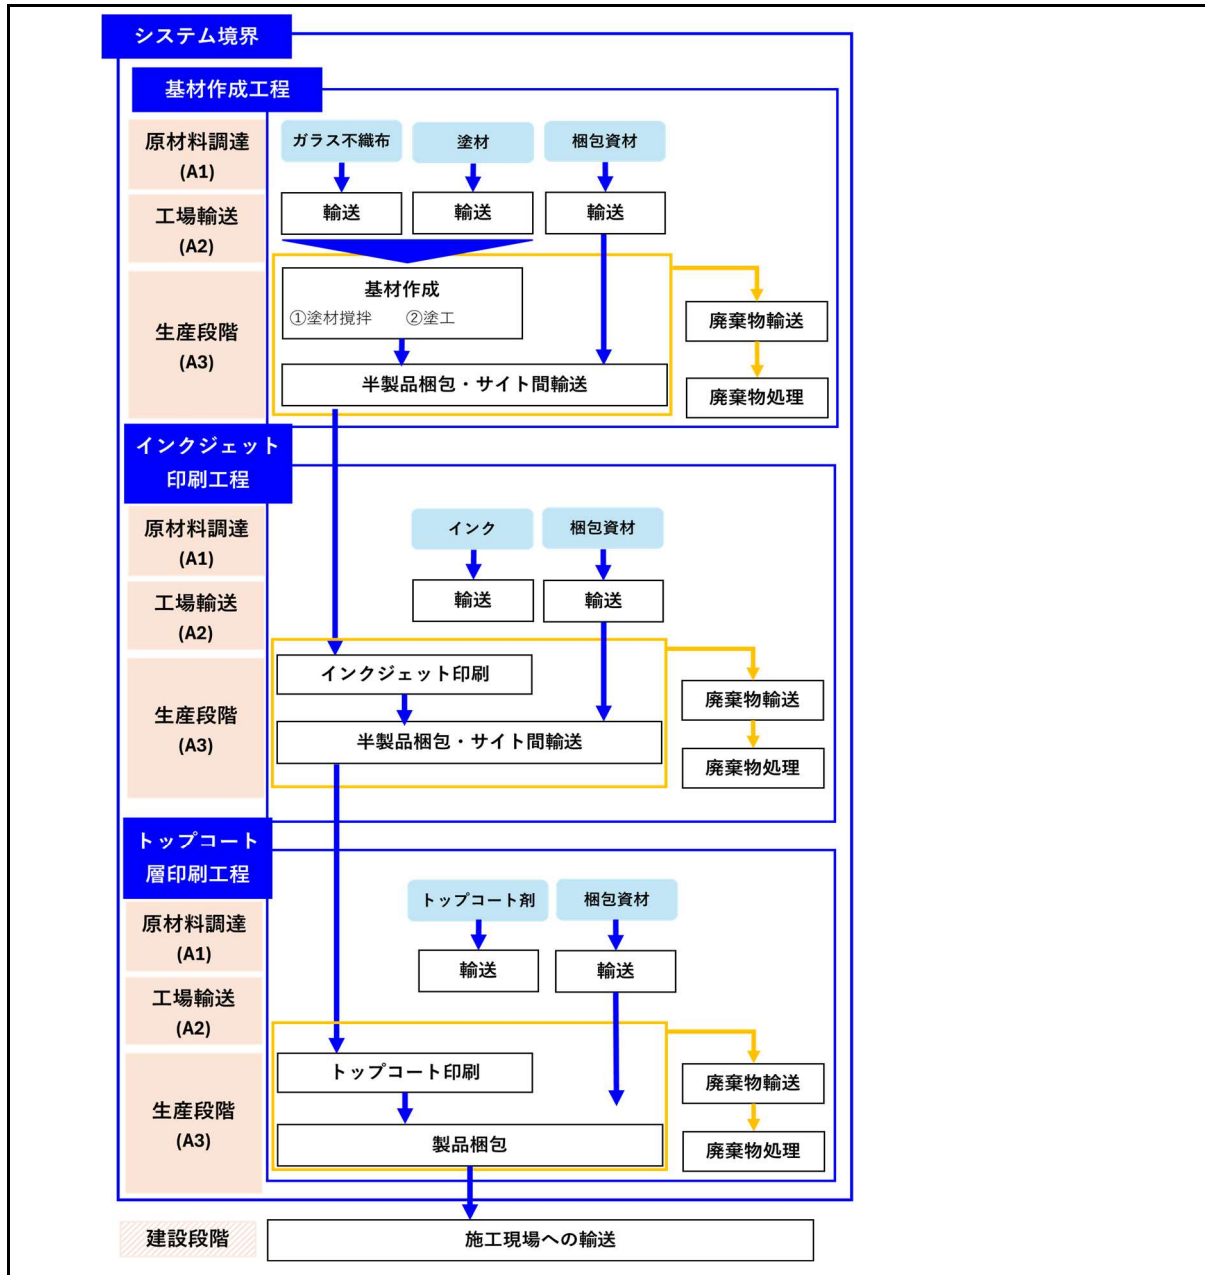 システム境界
基材作成工程
原材料調達
(A1)
ガラス不織布
塗材
梱包資材
工場輸送
(A2)
輸送
輸送
輸送
生産段階
(A3)
基材作成
①塗材撹拌 ②塗工
半製品梱包・サイト間輸送
廃棄物輸送
廃棄物処理
インクジェット
印刷工程
原材料調達
(A1)
インク
梱包資材
工場輸送
(A2)
輸送
輸送
生産段階
(A3)
インクジェット印刷
半製品梱包・サイト間輸送
廃棄物輸送
廃棄物処理
トップコート
層印刷工程
原材料調達
(A1)
トップコート剤
梱包資材
工場輸送
(A2)
輸送
輸送
生産段階
(A3)
トップコート印刷
製品梱包
廃棄物輸送
廃棄物処理
建設段階
施工現場への輸送